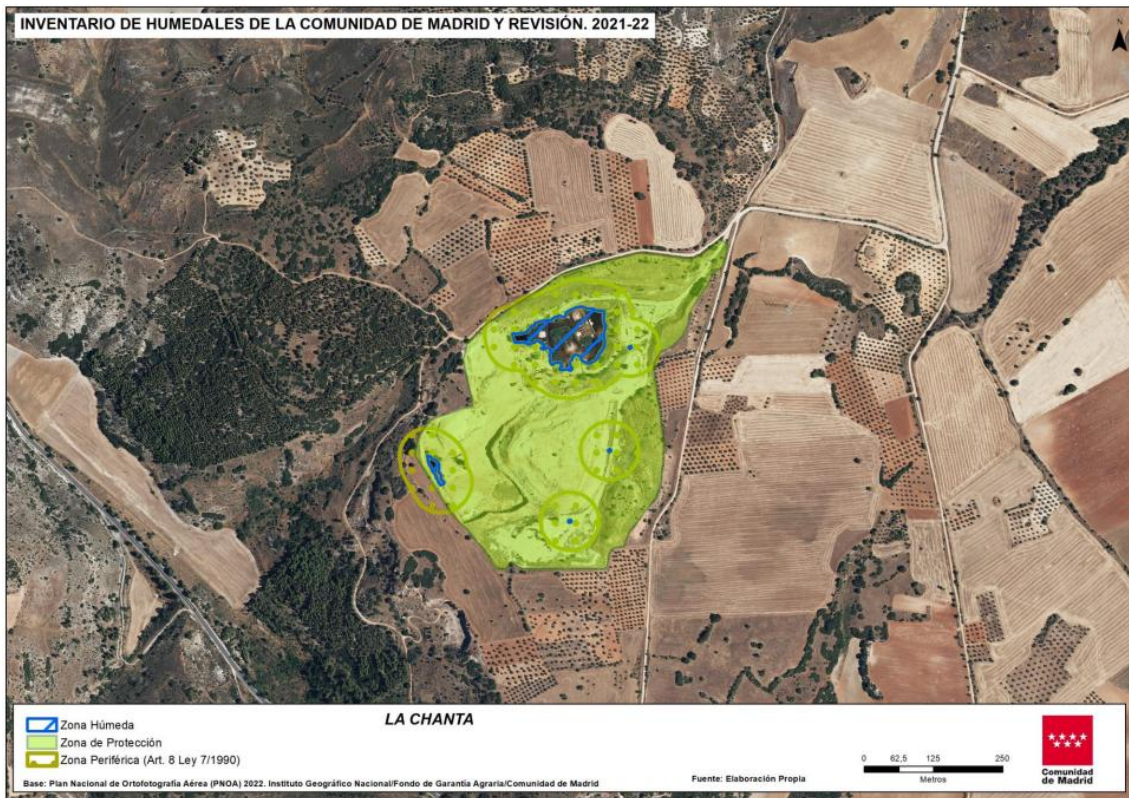 INVENTARIO DE HUMEDALES DE LA COMUNIDAD DE MADRID Y REVISIÓN. 2021-22
N
LA CHANTA
Zona Húmeda
Zona de Protección
Zona Periférica (Art. 8 Ley 7/1990)
0 62,5 125 250
Metros
Base: Plan Nacional de Ortofotografía Aérea (PNOA) 2022. Instituto Geográfico Nacional/Fondo de Garantía Agraria/Comunidad de Madrid
Fuente: Elaboración Propia
Comunidad
de Madrid